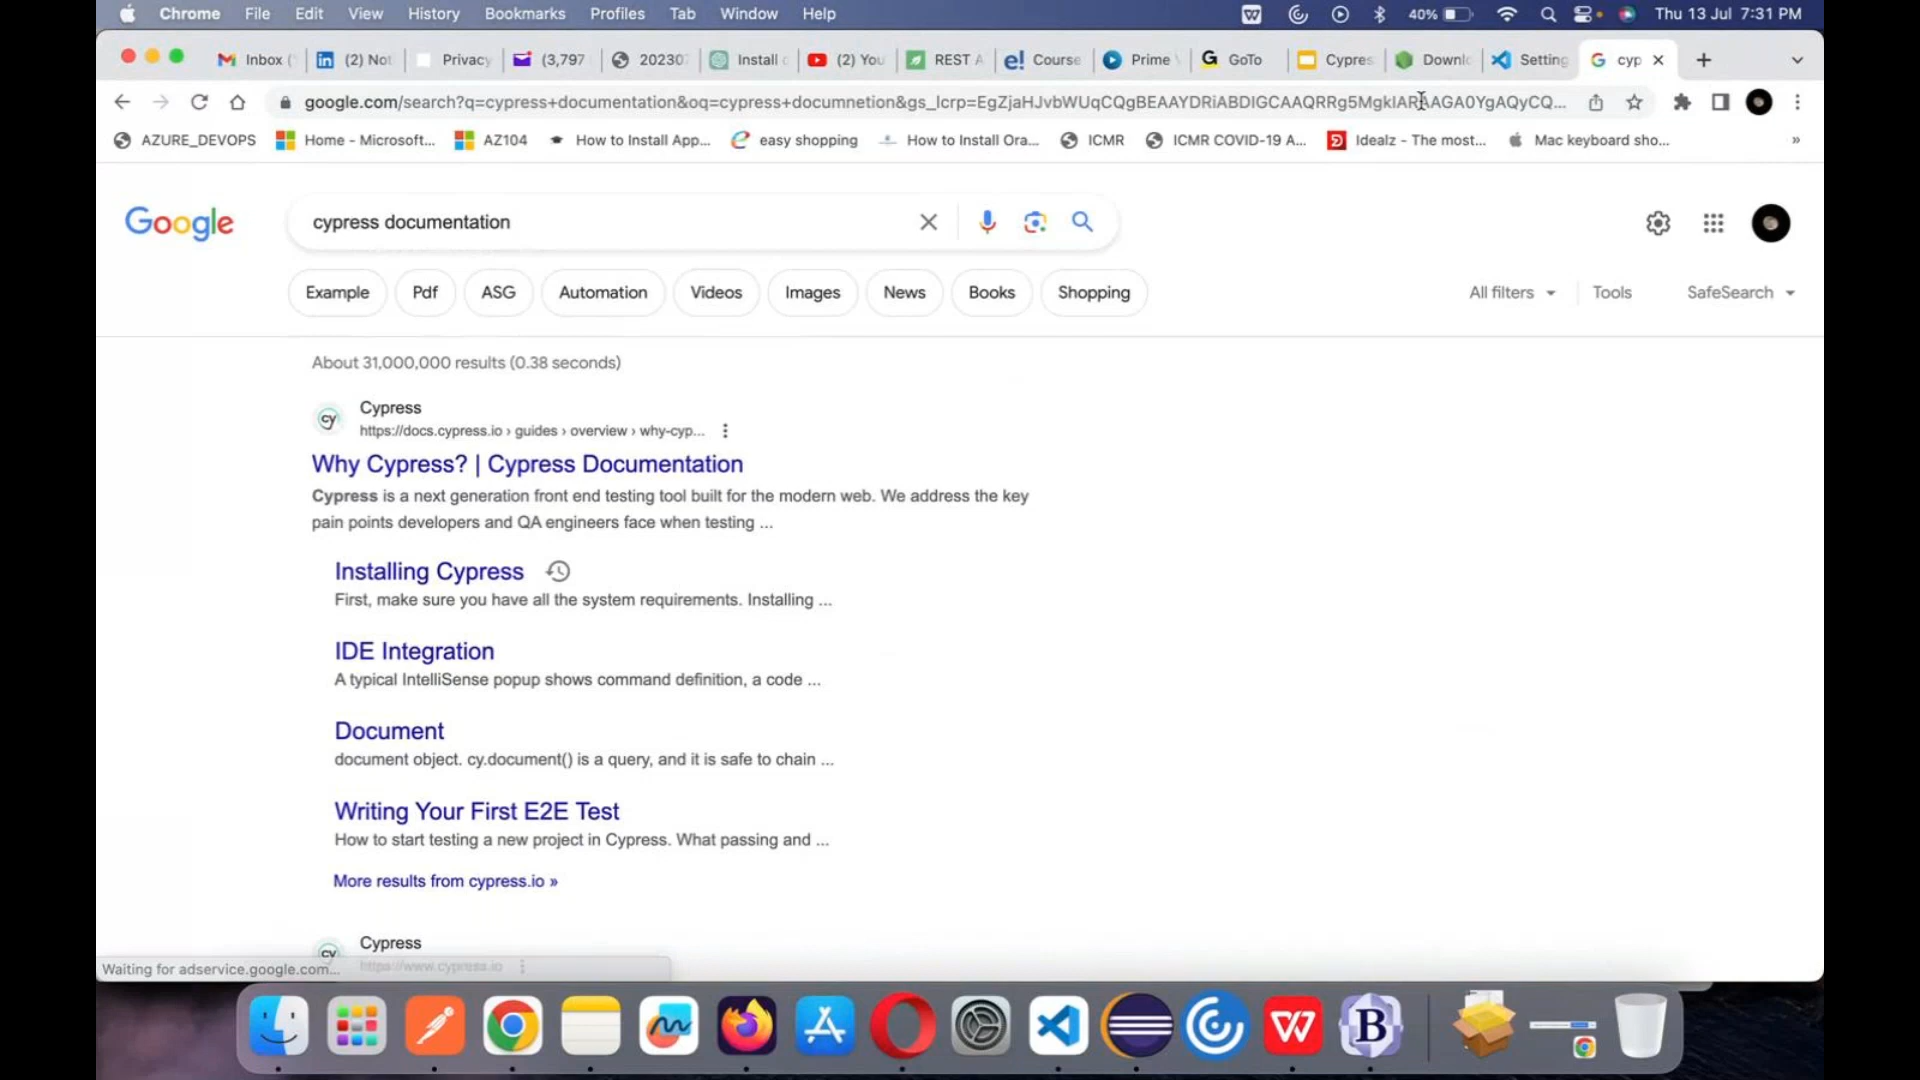 Chrome File Edit View History Bookmarks Profiles Tab Window Help 40% Thu 13 Jul 7:31 PM
Inbox ( (2) Not Privacy (3,797 20230 Install (2) You REST A Course Prime GoTo Cypres Downl Setting cyp
google.com/search?q=cypress+documentation&oq=cypress+documnetion&gs_lcrp=
AZURE_DEVOPS Home - Microsoft... AZ104 How to Install App... easy shopping How to Install Ora... ICMR ICMR COVID-19 A... Idealz - The most... Mac keyboard sho... »
Google cypress documentation
Example Pdf ASG Automation Videos Images News Books Shopping All filters Tools SafeSearch
About 31,000,000 results (0.38 seconds)
Cypress
https://docs.cypress.io › guides › overview › why-cyp...
Why Cypress? | Cypress Documentation
Cypress is a next generation front end testing tool built for the modern web. We address the key
pain points developers and QA engineers face when testing ...
Installing Cypress
First, make sure you have all the system requirements. Installing ...
IDE Integration
A typical IntelliSense popup shows command definition, a code ...
Document
document object. cy.document() is a query, and it is safe to chain ...
Writing Your First E2E Test
How to start testing a new project in Cypress. What passing and ...
More results from cypress.io »
Cypress
https://www.cypress.io
Waiting for adservice.google.com...